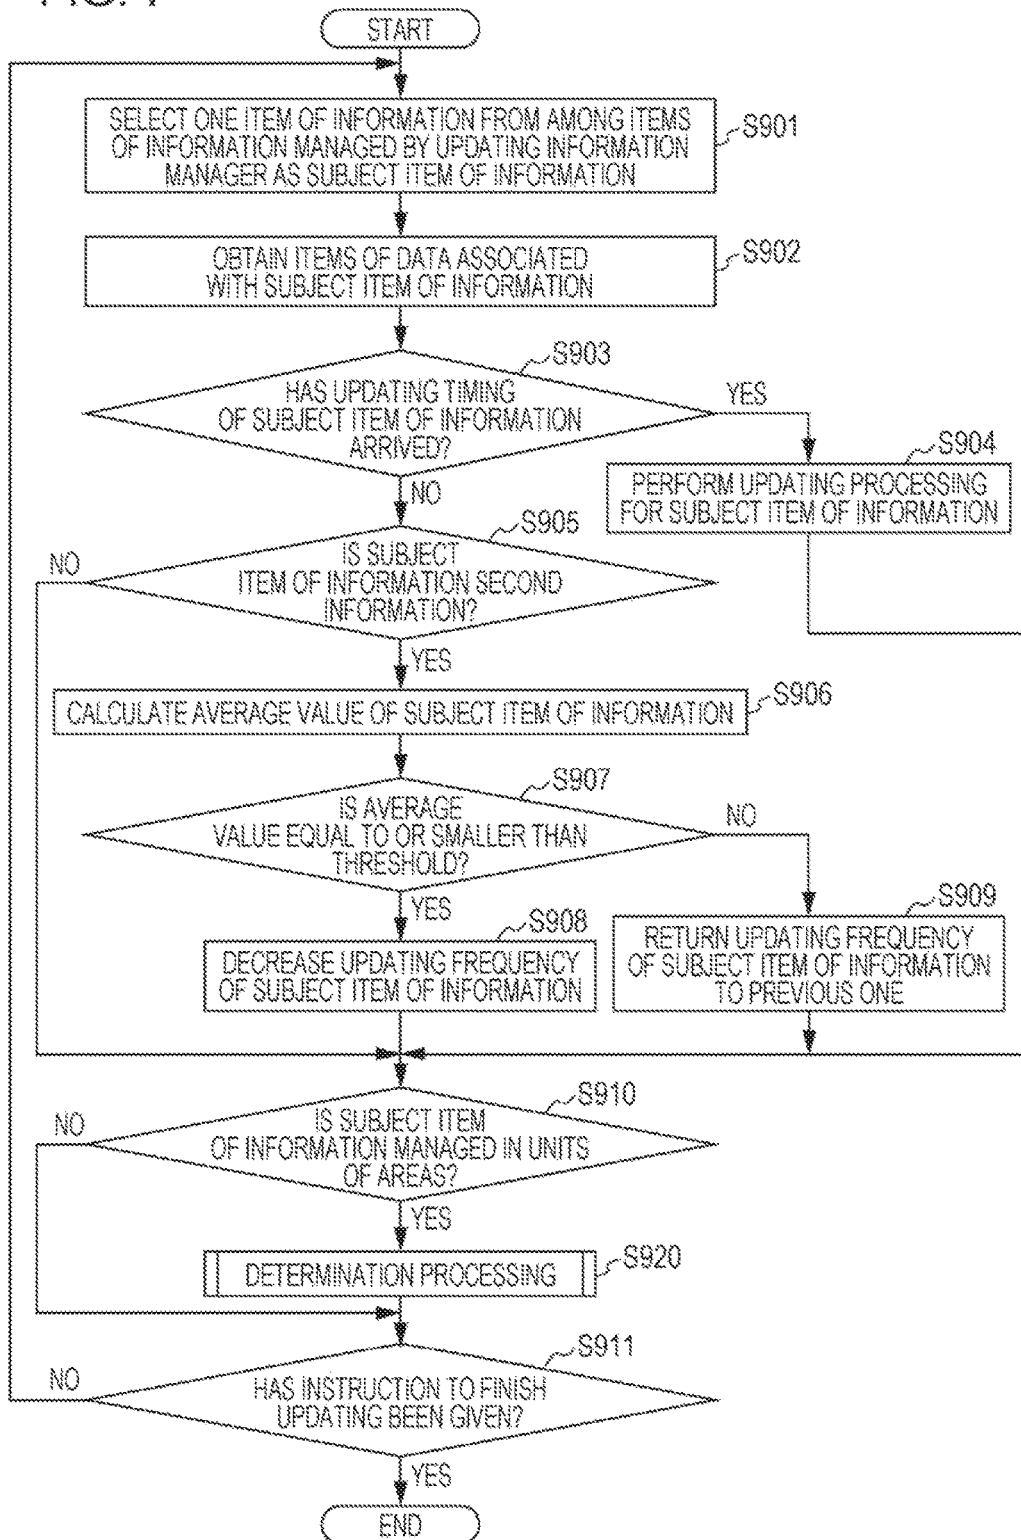 START
SELECT ONE ITEM OF INFORMATION FROM AMONG ITEMS
OF INFORMATION MANAGED BY UPDATING INFORMATION
MANAGER AS SUBJECT ITEM OF INFORMATION
S901
OBTAIN ITEMS OF DATA ASSOCIATED
WITH SUBJECT ITEM OF INFORMATION
S902
S903
HAS UPDATING TIMING
OF SUBJECT ITEM OF INFORMATION
ARRIVED?
YES
NO
S904
PERFORM UPDATING PROCESSING
FOR SUBJECT ITEM OF INFORMATION
S905
IS SUBJECT
ITEM OF INFORMATION SECOND
INFORMATION?
NO
YES
CALCULATE AVERAGE VALUE OF SUBJECT ITEM OF INFORMATION
S906
S907
IS AVERAGE
VALUE EQUAL TO OR SMALLER THAN
THRESHOLD?
NO
YES
S908
DECREASE UPDATING FREQUENCY
OF SUBJECT ITEM OF INFORMATION
S909
RETURN UPDATING FREQUENCY
OF SUBJECT ITEM OF INFORMATION
TO PREVIOUS ONE
S910
IS SUBJECT ITEM
OF INFORMATION MANAGED IN UNITS
OF AREAS?
NO
YES
DETERMINATION PROCESSING
S920
S911
HAS INSTRUCTION TO FINISH
UPDATING BEEN GIVEN?
NO
YES
END